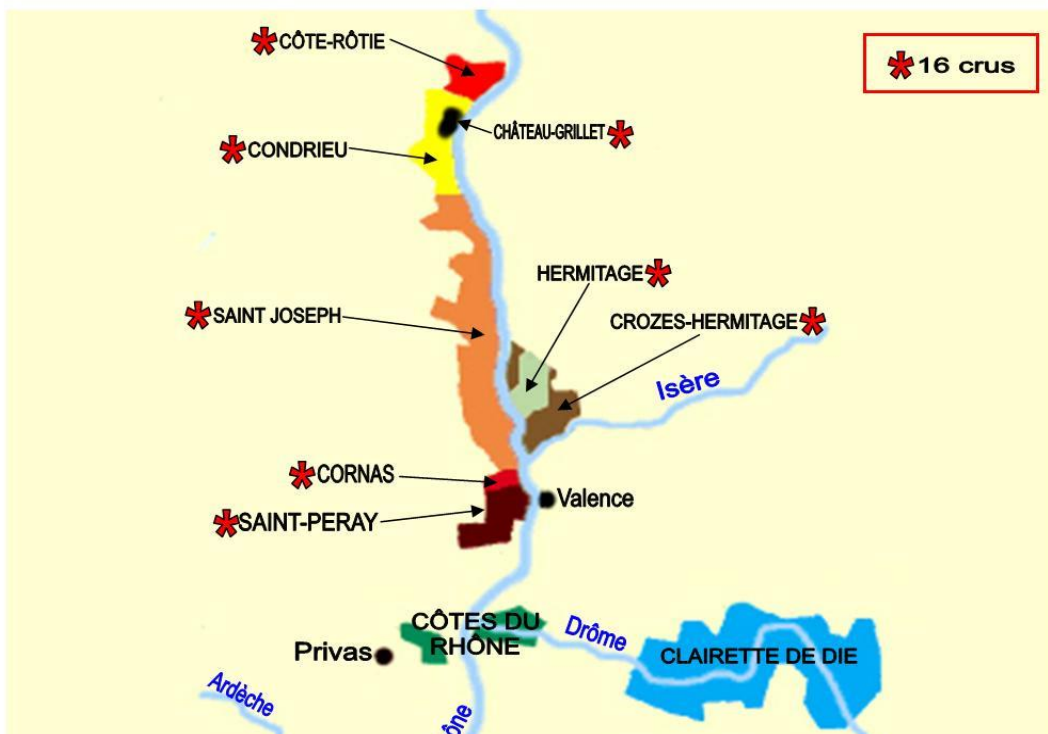 CÔTE-RÔTIE
16 crus
CHÂTEAU-GRILLET
CONDRIEU
HERMITAGE
SAINT JOSEPH
CROZES-HERMITAGE
Isère
CORNAS
Valence
SAINT-PERAY
CÔTES DU
RHÔNE
Drôme
Privas
CLAIRETTE DE DIE
Ardèche
ône